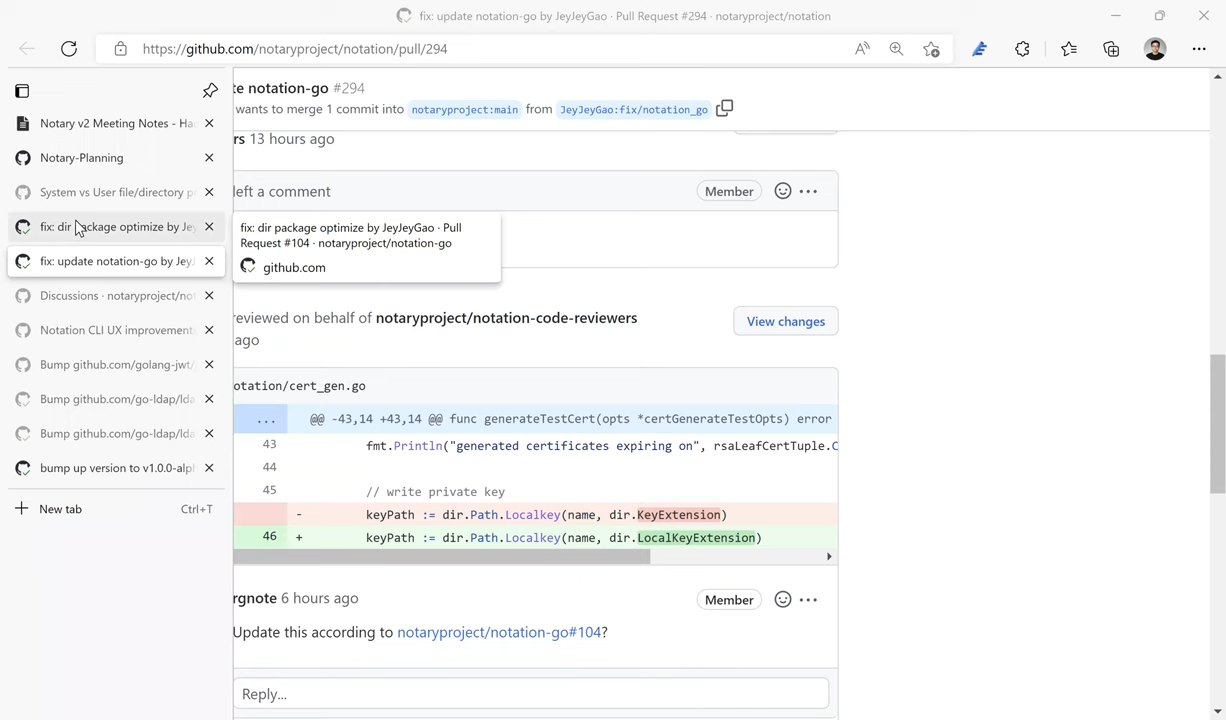 fix: update notation-go by JeyJeyGao · Pull Request #294 · notaryproject/notation
https://github.com/notaryproject/notation/pull/294
Notary v2 Meeting Notes - Ha
Notary-Planning
System vs User file/directory p
fix: dir package optimize by Jey
fix: update notation-go by JeyJ
Discussions · notaryproject/not
Notation CLI UX improvement
Bump github.com/golang-jwt/
Bump github.com/go-ldap/lda
Bump github.com/go-ldap/lda
bump up version to v1.0.0-alph
New tab Ctrl+T
fix: dir package optimize by JeyJeyGao · Pull
Request #104 · notaryproject/notation-go
github.com
te notation-go #294
wants to merge 1 commit into notaryproject:main from JeyJeyGao:fix/notation_go
rs 13 hours ago
left a comment Member
reviewed on behalf of notaryproject/notation-code-reviewers
ago
View changes
otation/cert_gen.go
... @@ -43,14 +43,14 @@ func generateTestCert(opts *certGenerateTestOpts) error
43 fmt.Println("generated certificates expiring on", rsaLeafCertTuple.C
44
45 // write private key
- keyPath := dir.Path.Localkey(name, dir.KeyExtension)
46 + keyPath := dir.Path.Localkey(name, dir.LocalKeyExtension)
rgnote 6 hours ago Member
Update this according to notaryproject/notation-go#104?
Reply...